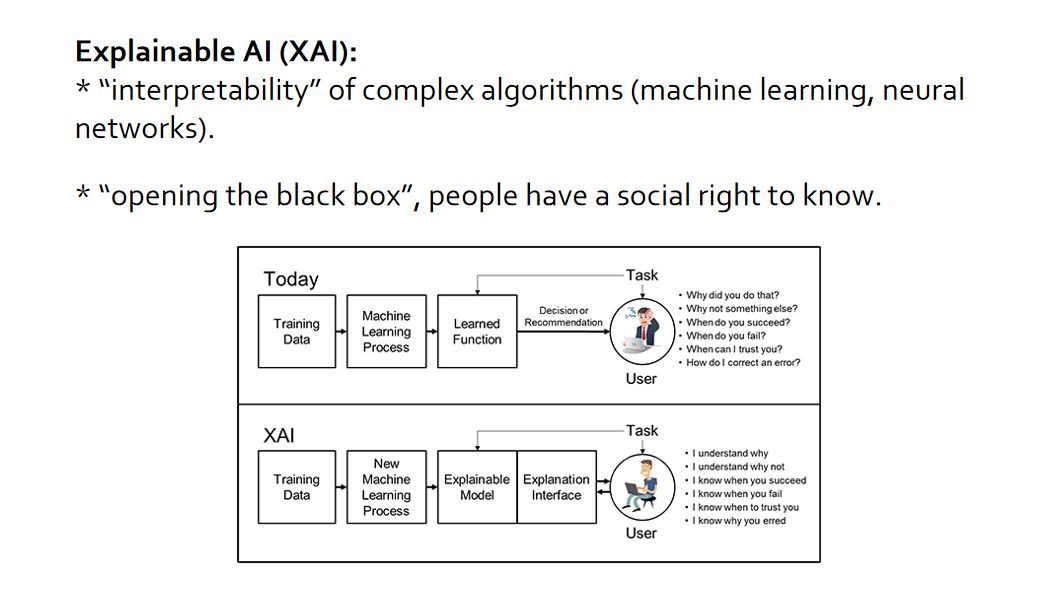 Explainable AI (XAI):
* “interpretability” of complex algorithms (machine learning, neural
networks).
* “opening the black box”, people have a social right to know.
Today
Training
Data
Machine
Learning
Process
Learned
Function
Decision or
Recommendation
Task
User
• Why did you do that?
• Why not something else?
• When do you succeed?
• When do you fail?
• When can I trust you?
• How do I correct an error?
XAI
Training
Data
New
Machine
Learning
Process
Explainable
Model
Explanation
Interface
Task
User
• I understand why
• I understand why not
• I know when you succeed
• I know when you fail
• I know when to trust you
• I know why you erred